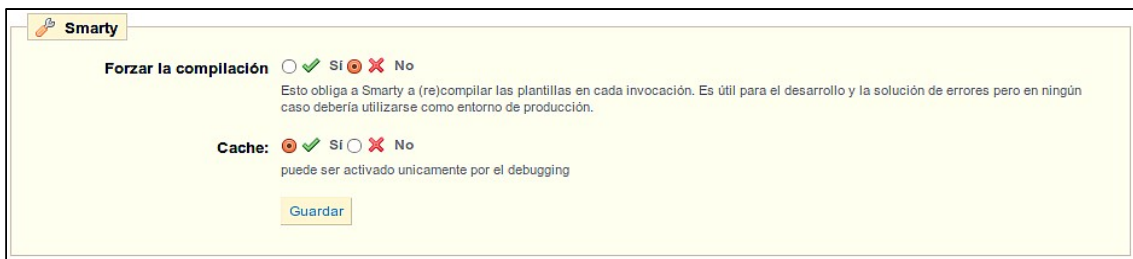 Smarty
Forzar la compilación Sí No
Esto obliga a Smarty a (re)compilar las plantillas en cada invocación. Es útil para el desarrollo y la solución de errores pero en ningún
caso debería utilizarse como entorno de producción.
Cache: Sí No
puede ser activado unicamente por el debugging
Guardar